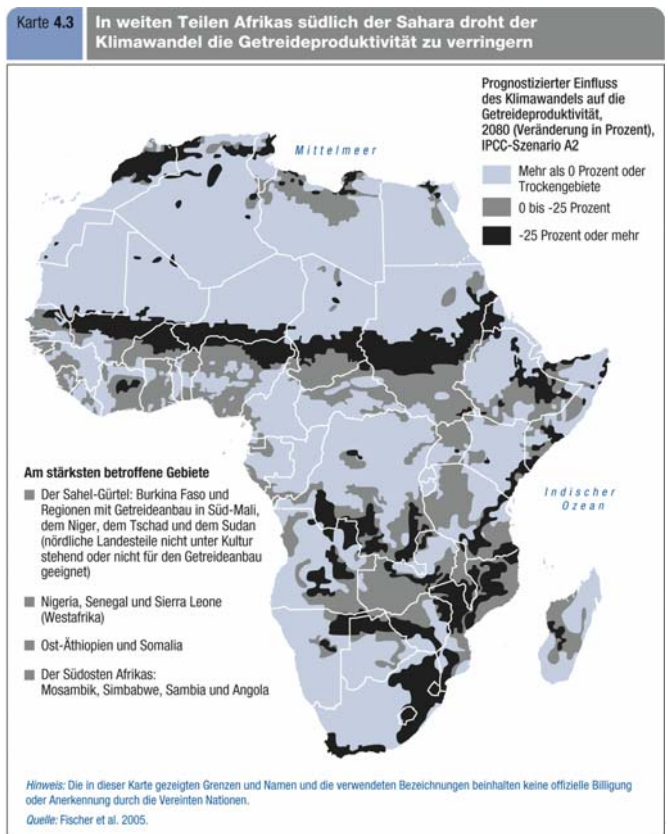 Karte 4.3
In weiten Teilen Afrikas südlich der Sahara droht der
Klimawandel die Getreideproduktivität zu verringern
Prognostizierter Einfluss
des Klimawandels auf die
Getreideproduktivität,
2080 (Veränderung in Prozent),
IPCC-Szenario A2
Mehr als 0 Prozent oder
Trockengebiete
0 bis -25 Prozent
-25 Prozent oder mehr
Mittelmeer
Indischer
Ozean
Am stärksten betroffene Gebiete
Der Sahel-Gürtel: Burkina Faso und
Regionen mit Getreideanbau in Süd-Mali,
dem Niger, dem Tschad und dem Sudan
(nördliche Landesteile nicht unter Kultur
stehend oder nicht für den Getreideanbau
geeignet)
Nigeria, Senegal und Sierra Leone
(Westafrika)
Ost-Äthiopien und Somalia
Der Südosten Afrikas:
Mosambik, Simbabwe, Sambia und Angola
Hinweis: Die in dieser Karte gezeigten Grenzen und Namen und die verwendeten Bezeichnungen beinhalten keine offizielle Billigung
oder Anerkennung durch die Vereinten Nationen.
Quelle: Fischer et al. 2005.